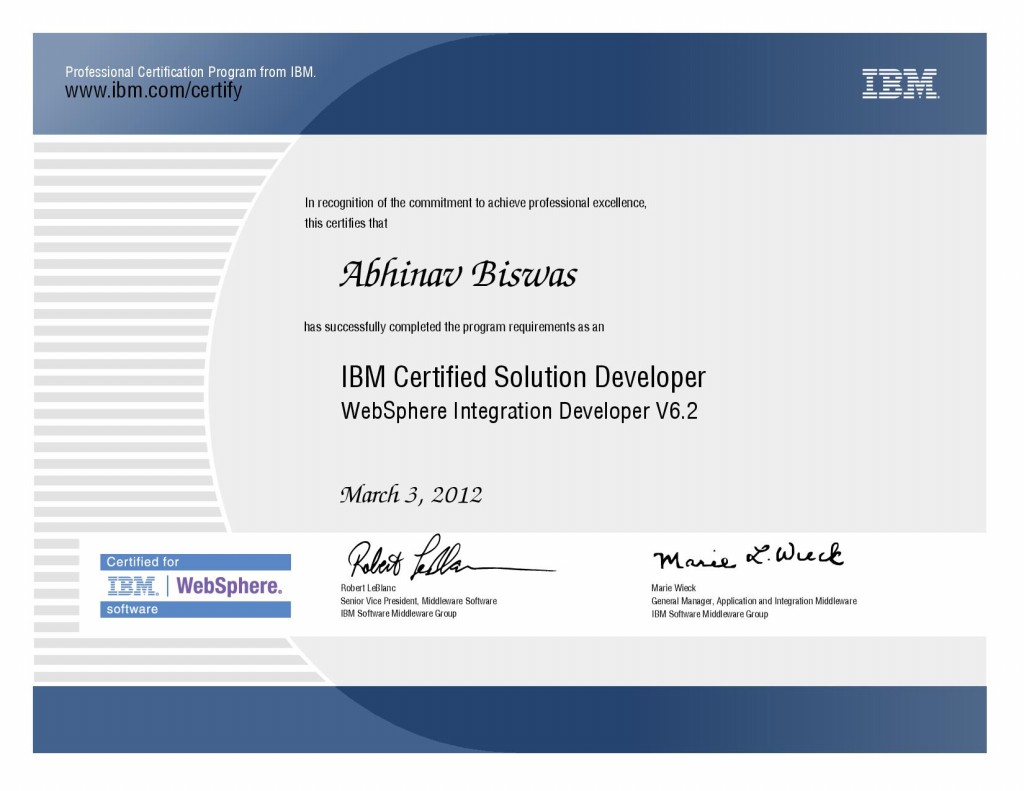 Professional Certification Program from IBM.
www.ibm.com/certify
IBM.
In recognition of the commitment to achieve professional excellence,
this certifies that
Abhinav Biswas
has successfully completed the program requirements as an
IBM Certified Solution Developer
WebSphere Integration Developer V6.2
March 3, 2012
Certified for
IBM. | WebSphere.
software
Robert LeBlanc
Robert LeBlanc
Senior Vice President, Middleware Software
IBM Software Middleware Group
Marie L. Wieck
Marie Wieck
General Manager, Application and Integration Middleware
IBM Software Middleware Group